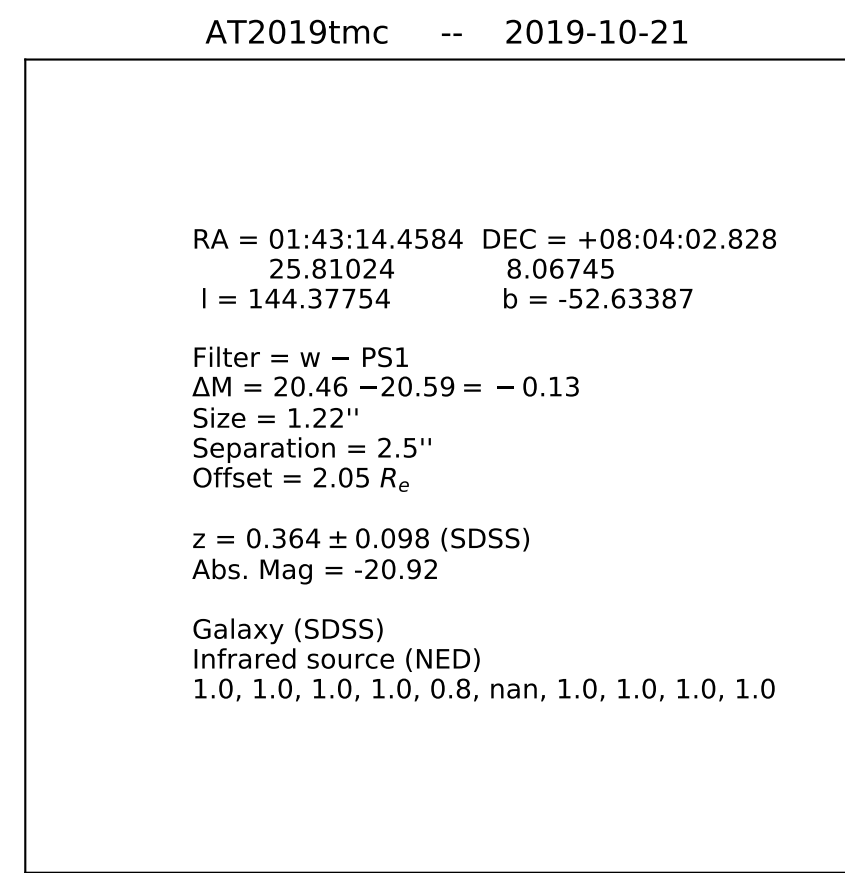 AT2019tmc -- 2019-10-21
RA = 01:43:14.4584 DEC = +08:04:02.828
25.81024 8.06745
l = 144.37754 b = -52.63387
Filter = w − PS1
ΔM = 20.46 −20.59 = − 0.13
Size = 1.22''
Separation = 2.5''
Offset = 2.05 Rₑ
z = 0.364 ± 0.098 (SDSS)
Abs. Mag = -20.92
Galaxy (SDSS)
Infrared source (NED)
1.0, 1.0, 1.0, 1.0, 0.8, nan, 1.0, 1.0, 1.0, 1.0